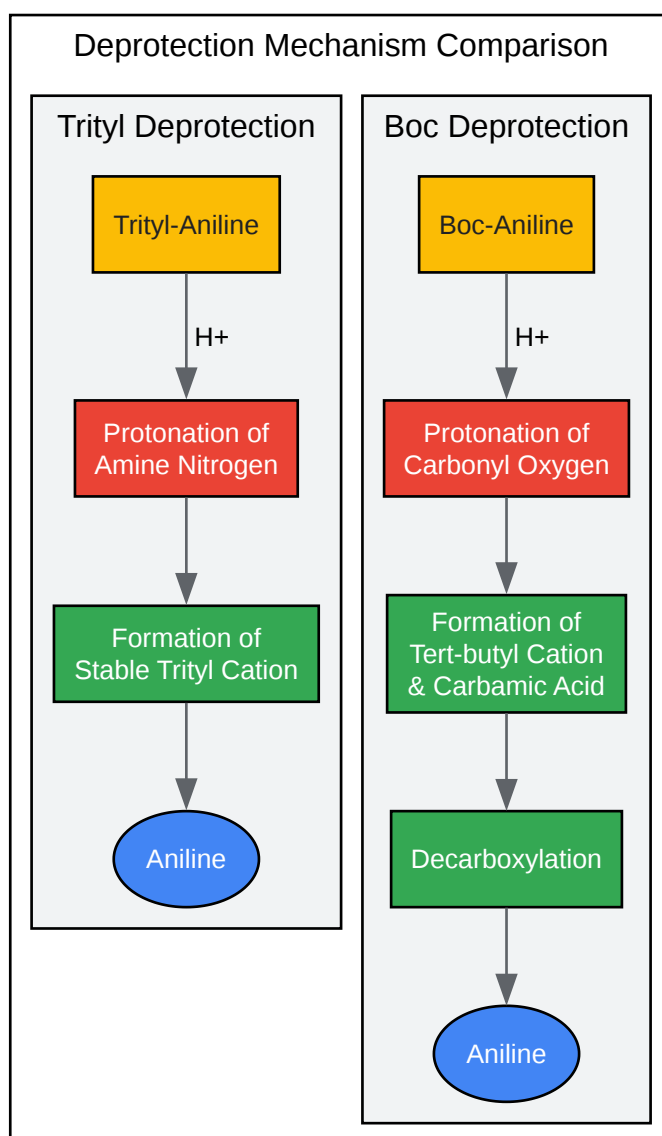 Deprotection Mechanism Comparison
Trityl Deprotection
Trityl-Aniline
H+
Protonation of
Amine Nitrogen
Formation of
Stable Trityl Cation
Aniline
Boc Deprotection
Boc-Aniline
H+
Protonation of
Carbonyl Oxygen
Formation of
Tert-butyl Cation
& Carbamic Acid
Decarboxylation
Aniline